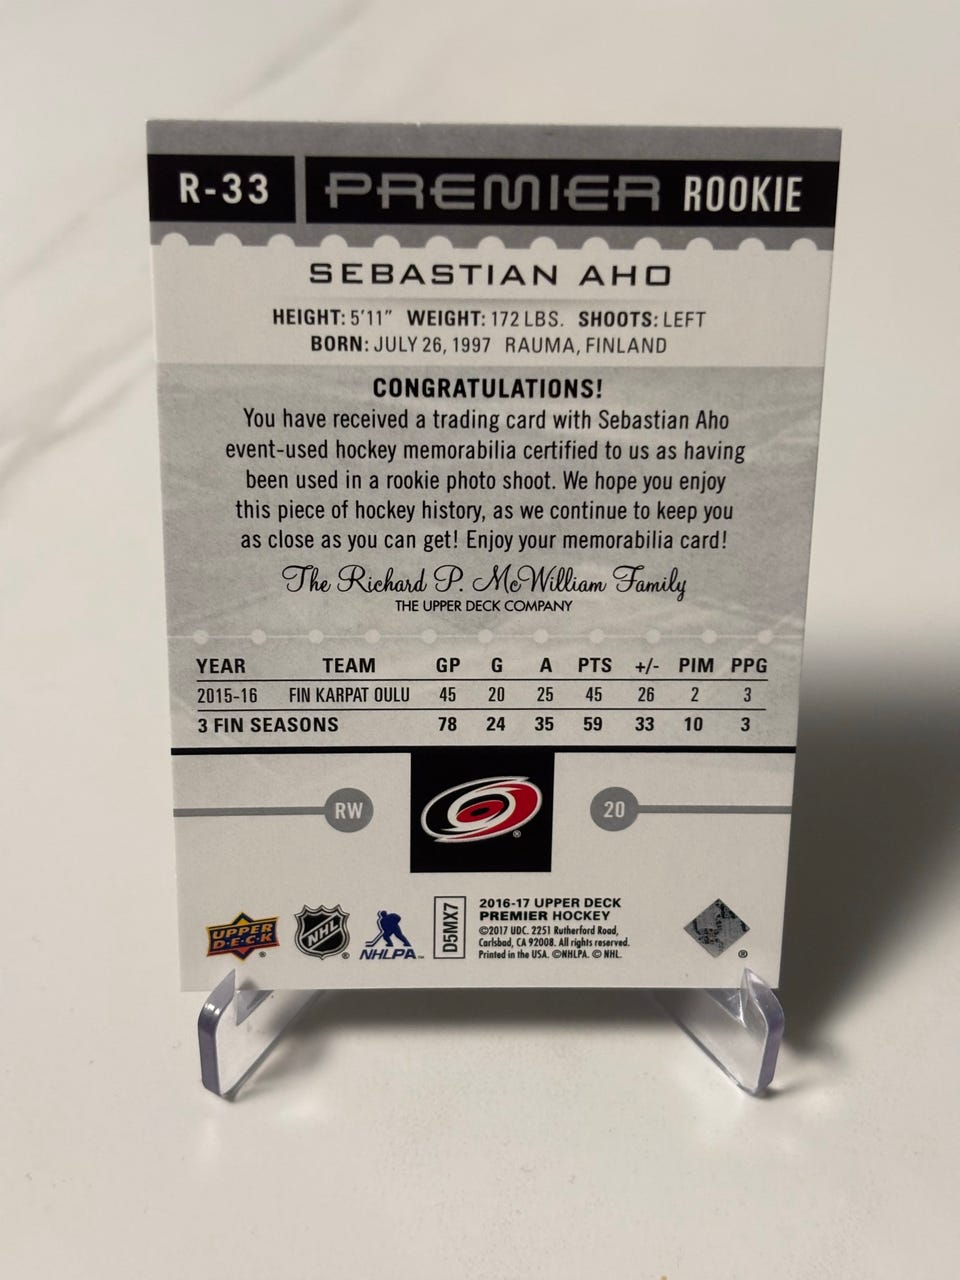 R-33 PREMIER ROOKIE
SEBASTIAN AHO
HEIGHT: 5'11" WEIGHT: 172 LBS. SHOOTS: LEFT
BORN: JULY 26, 1997 RAUMA, FINLAND
CONGRATULATIONS!
You have received a trading card with Sebastian Aho
event-used hockey memorabilia certified to us as having
been used in a rookie photo shoot. We hope you enjoy
this piece of hockey history, as we continue to keep you
as close as you can get! Enjoy your memorabilia card!
The Richard P. McWilliam Family
THE UPPER DECK COMPANY
YEAR TEAM GP G A PTS +/- PIM PPG
2015-16 FIN KARPAT OULU 45 20 25 45 26 2 3
3 FIN SEASONS 78 24 35 59 33 10 3
RW ® 20
UPPER DECK ®
NHL ®
NHLPA™
D5MX7
2016-17 UPPER DECK
PREMIER HOCKEY
©2017 UDC. 2251 Rutherford Road,
Carlsbad, CA 92008. All rights reserved.
Printed in the USA. ©NHLPA. © NHL.
®